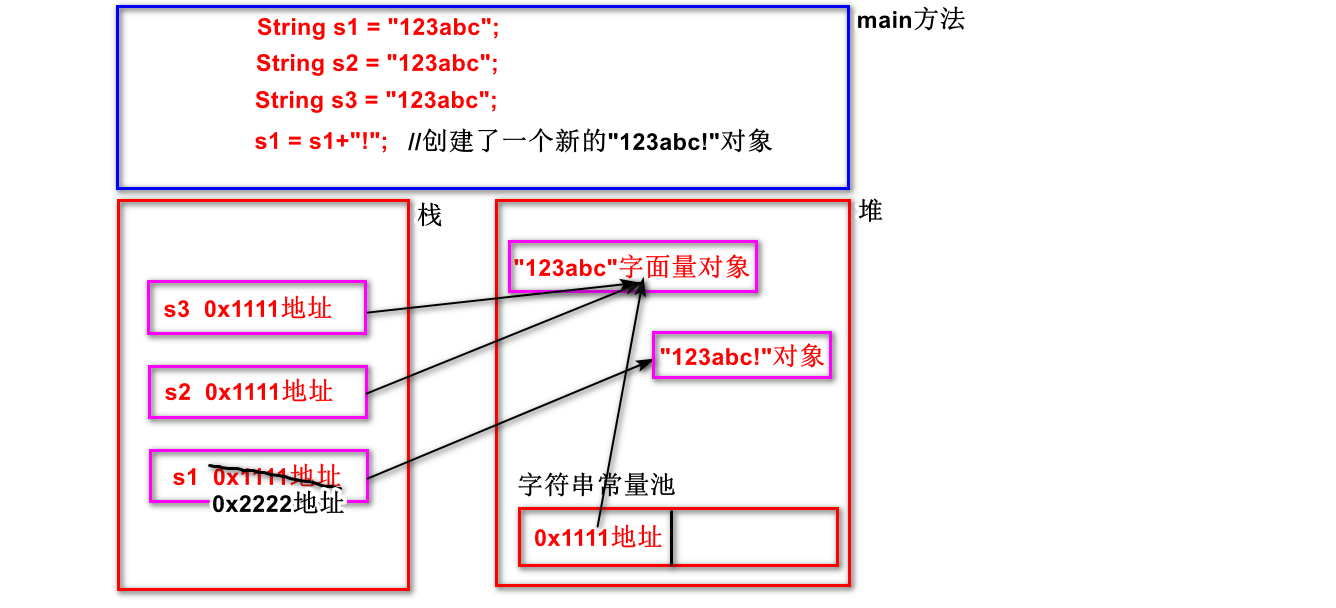 String s1 = "123abc";
main方法
String s2 = "123abc";
String s3 = "123abc";
s1 = s1+"!"; //创建了一个新的"123abc!"对象
栈
堆
"123abc"字面量对象
s3 0x1111地址
"123abc!"对象
s2 0x1111地址
s1 0x1111地址
0x2222地址
字符串常量池
0x1111地址